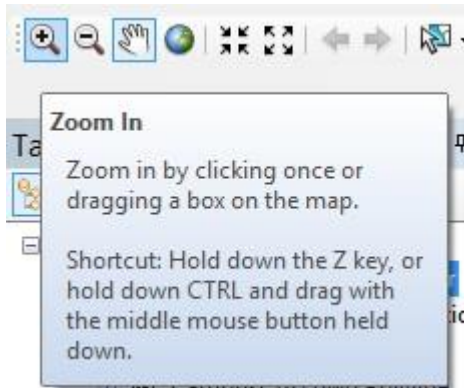 Zoom In
Ta
Zoom in by clicking once or
dragging a box on the map.
Shortcut: Hold down the Z key, or
hold down CTRL and drag with
the middle mouse button held
down.